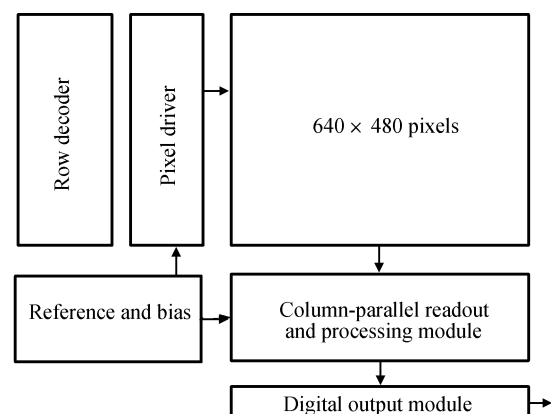 Row decoder
Pixel driver
640 × 480 pixels
Reference and bias
Column-parallel readout
and processing module
Digital output module